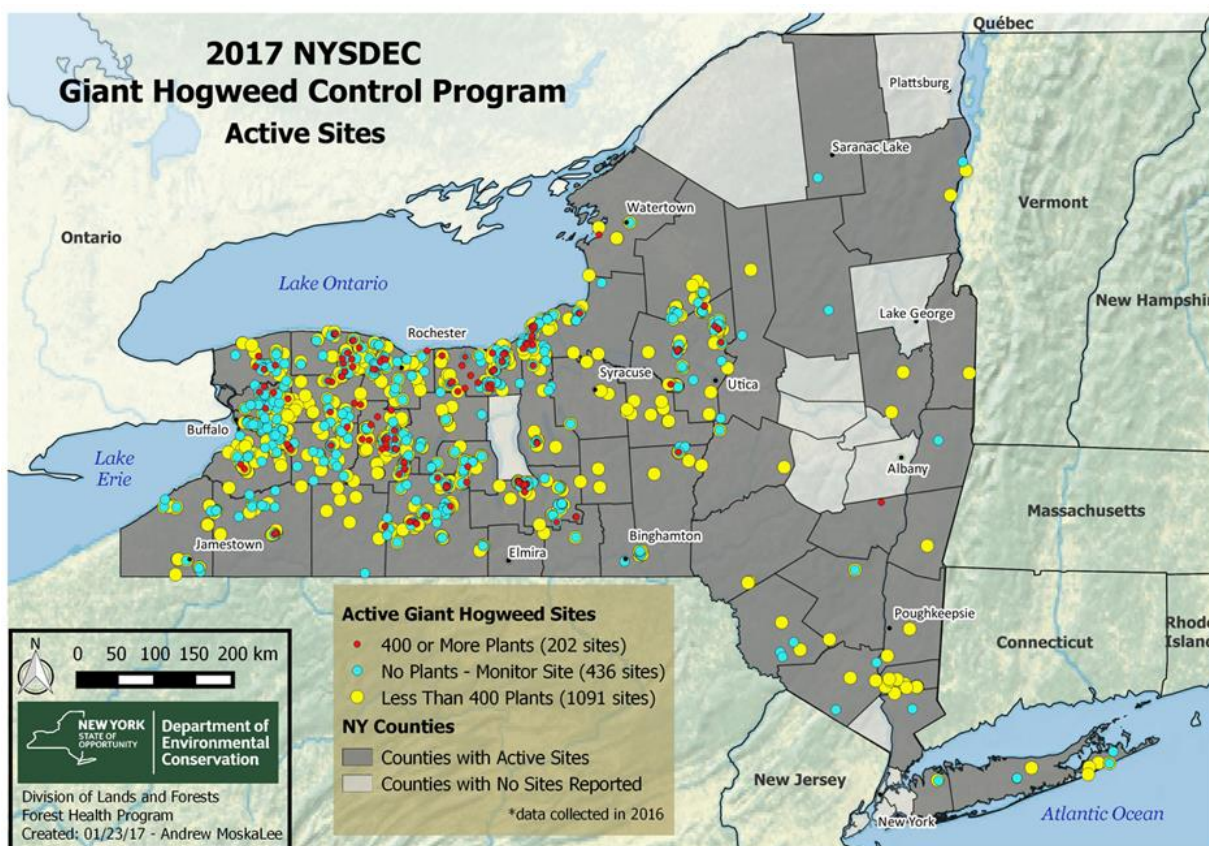 2017 NYSDEC
Giant Hogweed Control Program
Active Sites
Québec
Plattsburg
Saranac Lake
Vermont
Watertown
Ontario
Lake Ontario
New Hampshire
Lake George
Rochester
Syracuse
Utica
Buffalo
Lake
Erie
Albany
Massachusetts
Jamestown
Elmira
Binghamton
Poughkeepsie
Connecticut
Rhode
Island
New Jersey
New York
Atlantic Ocean
Active Giant Hogweed Sites
400 or More Plants (202 sites)
No Plants - Monitor Site (436 sites)
Less Than 400 Plants (1091 sites)
NY Counties
Counties with Active Sites
Counties with No Sites Reported
*data collected in 2016
N
0 50 100 150 200 km
NEW YORK
STATE OF
OPPORTUNITY
Department of
Environmental
Conservation
Division of Lands and Forests
Forest Health Program
Created: 01/23/17 - Andrew MoskaLee